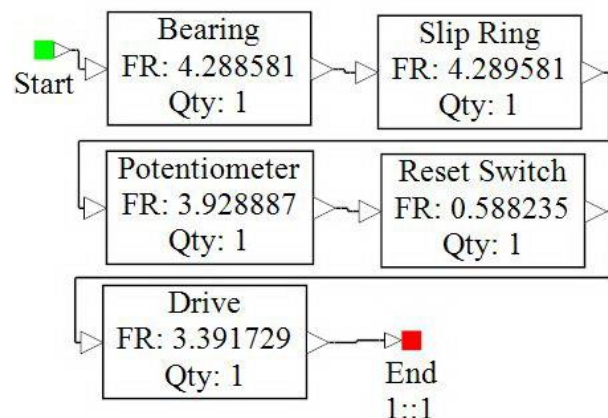 Start
Bearing
FR: 4.288581
Qty: 1
Slip Ring
FR: 4.289581
Qty: 1
Potentiometer
FR: 3.928887
Qty: 1
Reset Switch
FR: 0.588235
Qty: 1
Drive
FR: 3.391729
Qty: 1
End
1::1